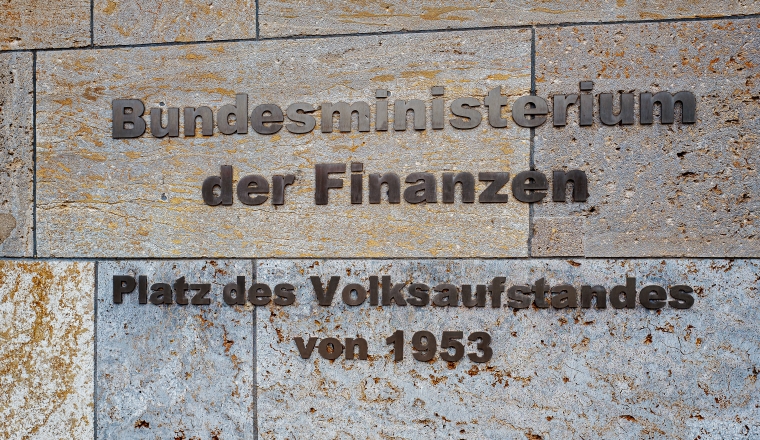 Bundesministerium
der Finanzen
Platz des Volksaufstandes
von 1953